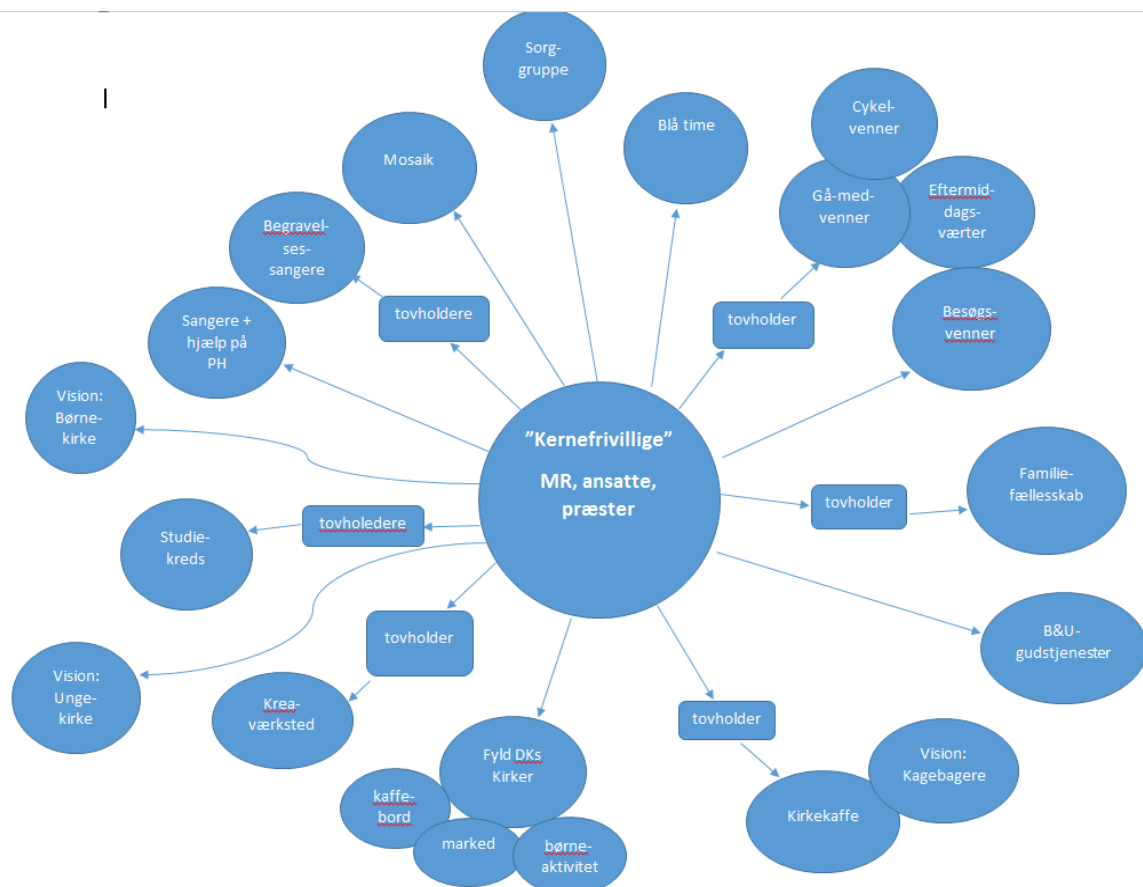 Sorg-
gruppe
Blå time
Cykel-
venner
Mosaik
Gå-med-
venner
Eftermid-
dags-
værter
Begravel-
ses-
sangere
tovholdere
tovholder
Besøgs-
venner
Sangere +
hjælp på
PH
Vision:
Børne-
kirke
”Kernefrivillige”
MR, ansatte,
præster
Familie-
fællesskab
tovholder
tovholedere
Studie-
kreds
tovholder
B&U-
gudstjenester
Vision:
Unge-
kirke
Krea-
værksted
tovholder
Fyld DKs
Kirker
Vision:
Kagebagere
kaffe-
bord
Kirkekaffe
marked
børne-
aktivitet